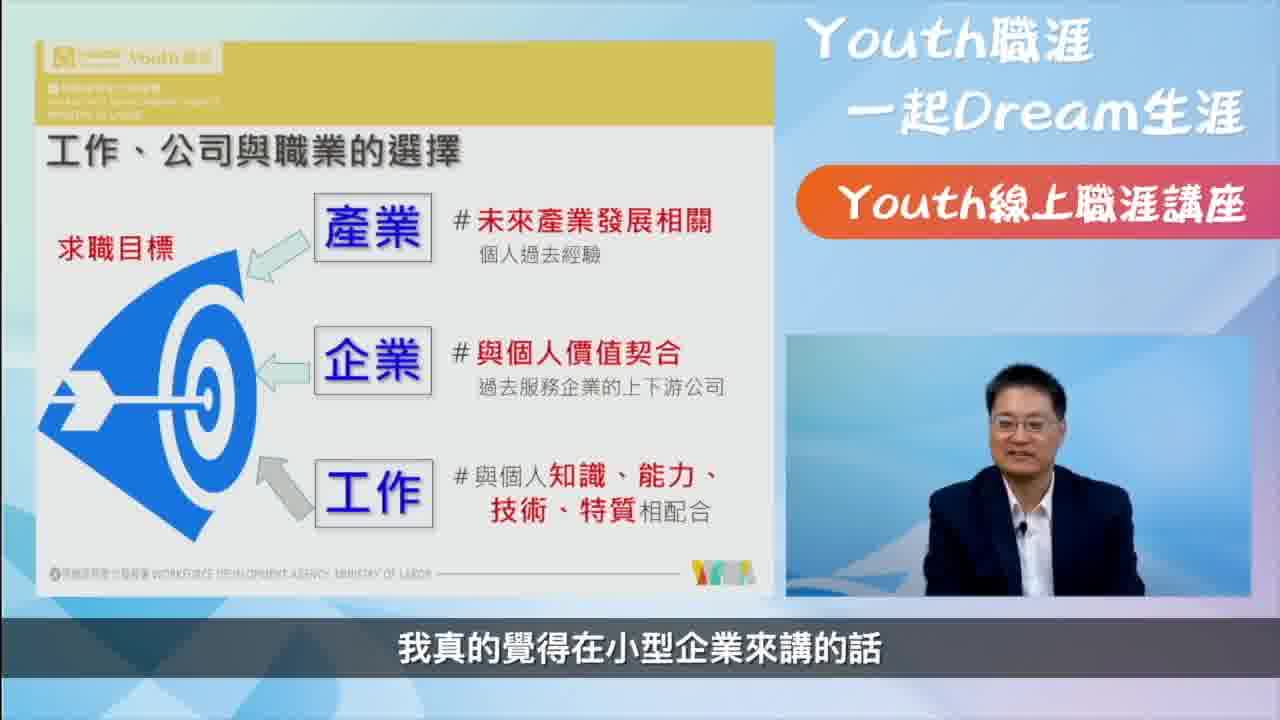 Youth職涯
一起Dream生涯
Youth線上職涯講座
Youth 職涯
工作、公司與職業的選擇
求職目標
產業
#未來產業發展相關
個人過去經驗
企業
#與個人價值契合
過去服務企業的上下游公司
工作
#與個人知識、能力、
技術、特質相配合
勞動部勞動力發展署 WORKFORCE DEVELOPMENT AGENCY, MINISTRY OF LABOR
我真的覺得在小型企業來講的話